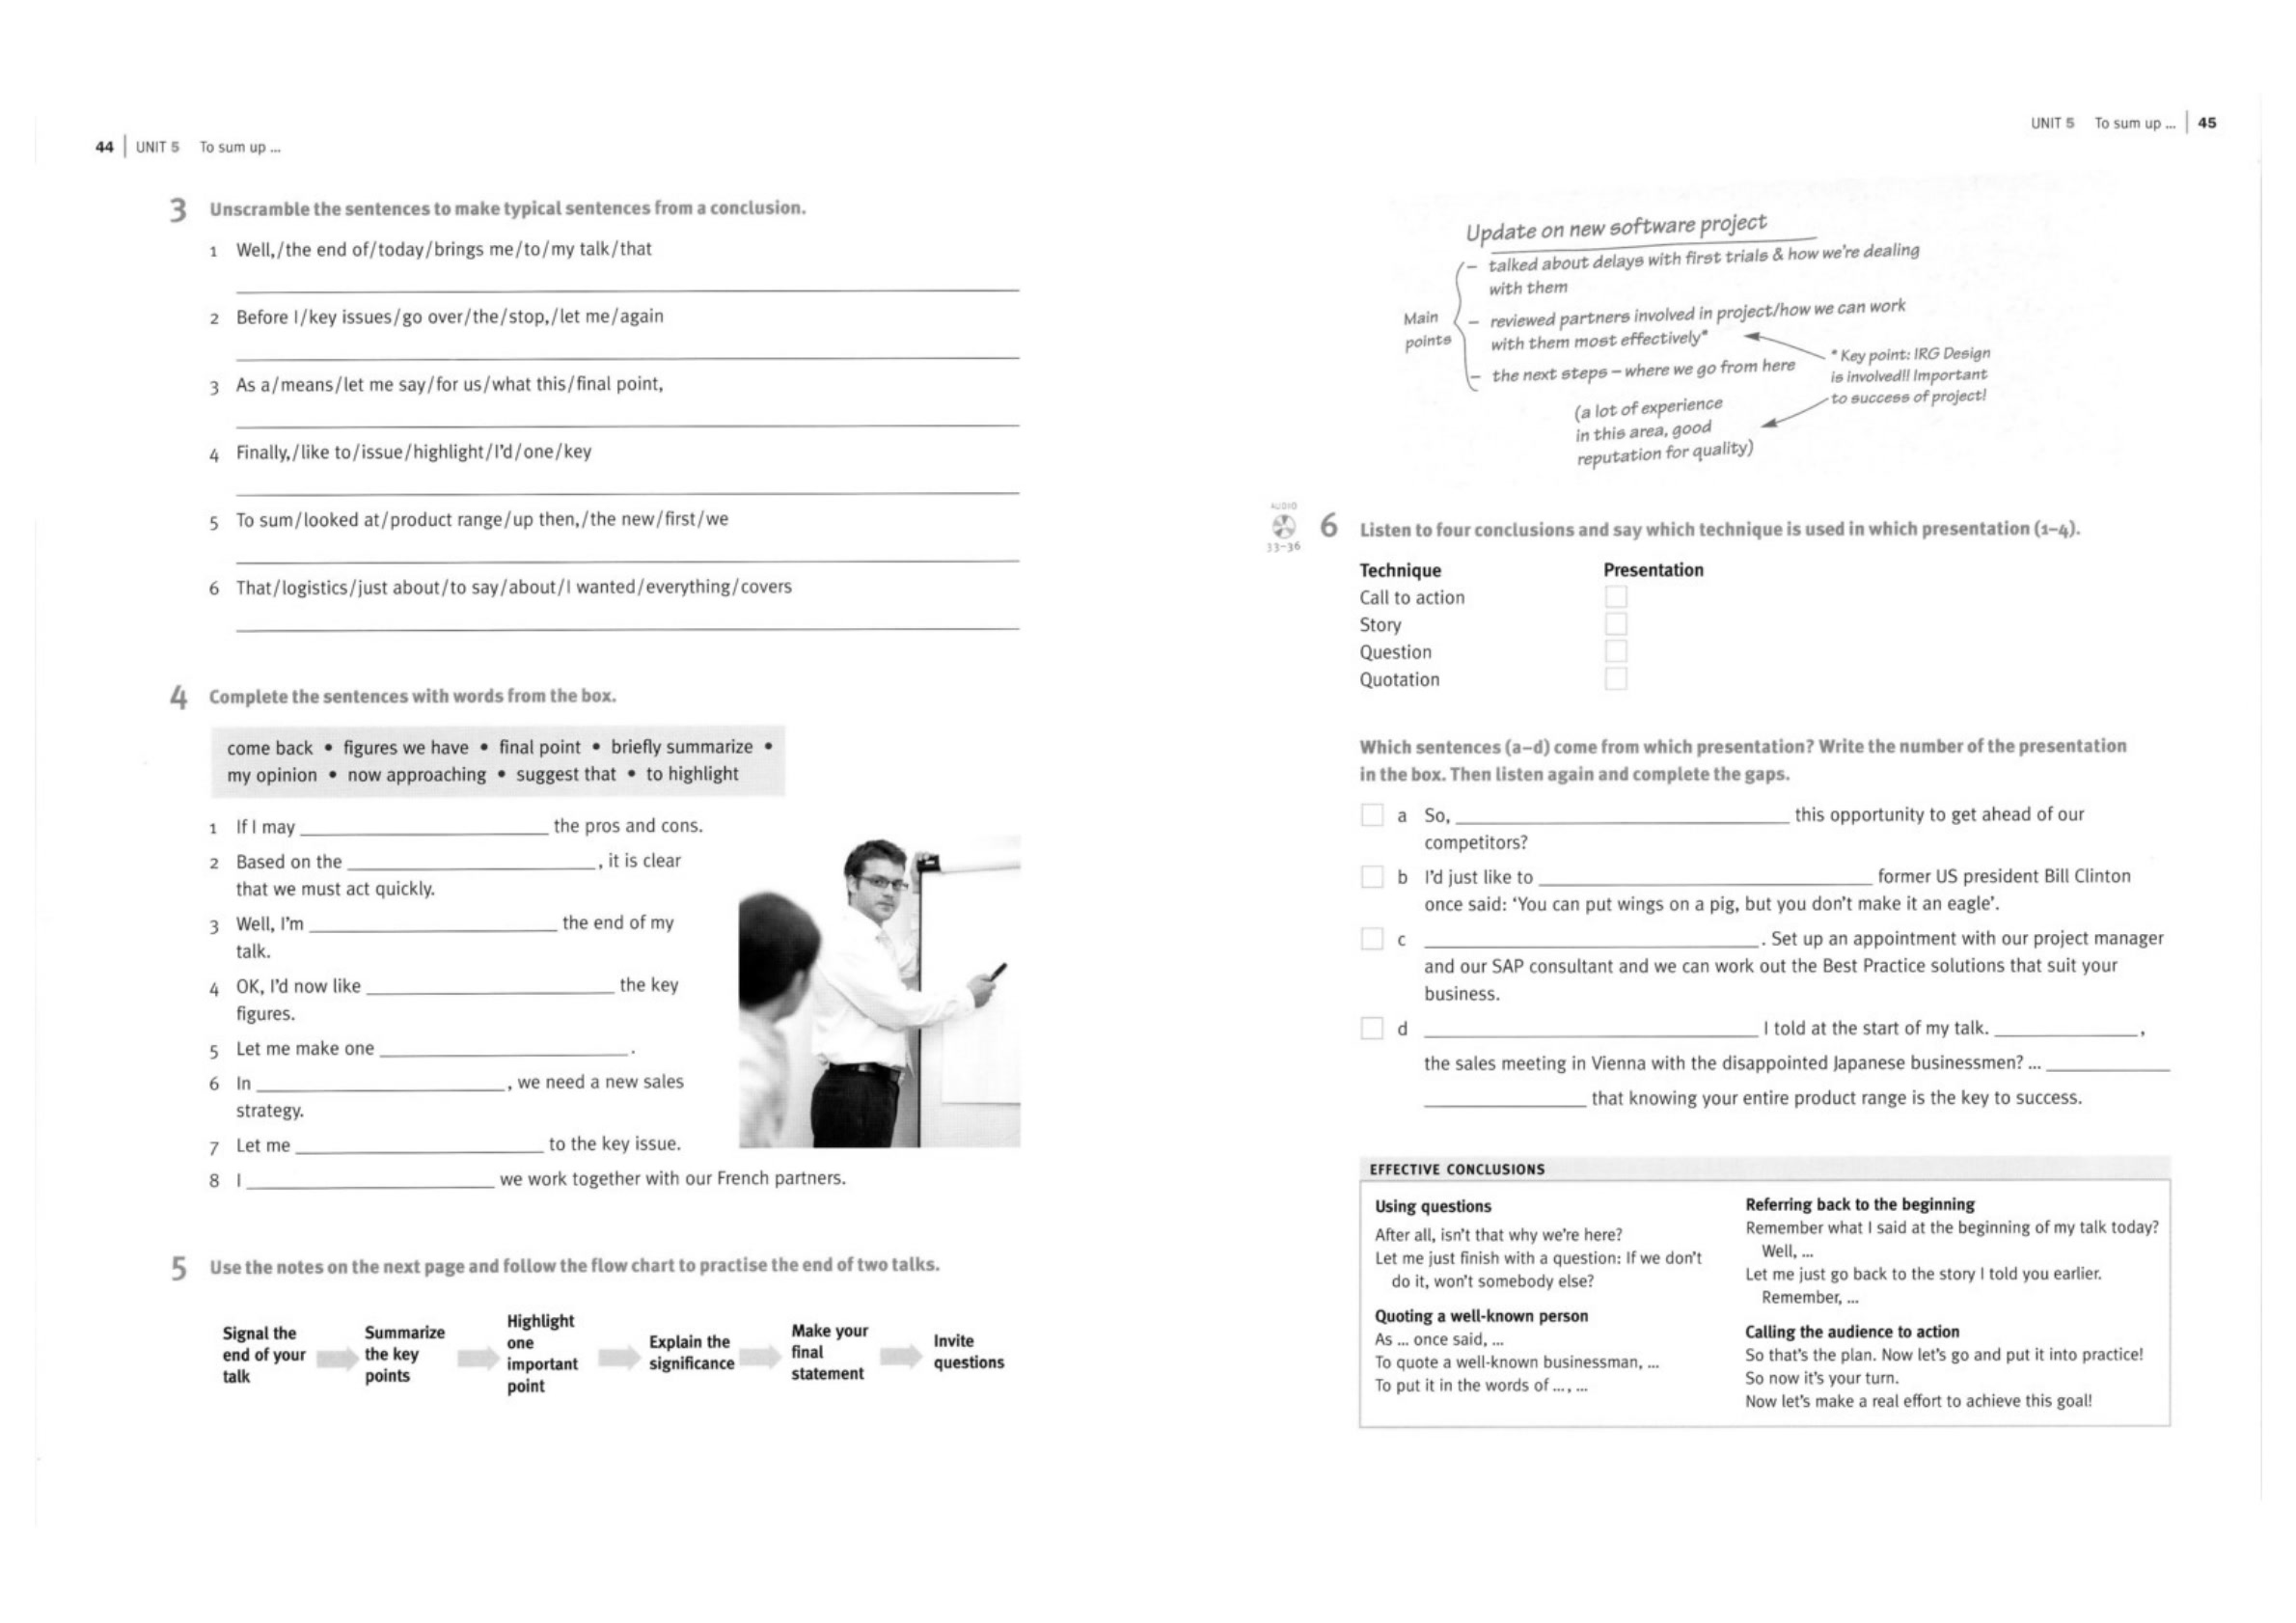 44 | UNIT 5 To sum up ...
3 Unscramble the sentences to make typical sentences from a conclusion.
1 Well,/the end of/today/brings me/to/my talk/that
2 Before I/key issues/go over/the/stop,/let me/again
3 As a/means/let me say/for us/what this/final point,
4 Finally,/like to/issue/highlight/I'd/one/key
5 To sum/looked at/product range/up then,/the new/first/we
6 That/logistics/just about/to say/about/I wanted/everything/covers
4 Complete the sentences with words from the box.
come back • figures we have • final point • briefly summarize •
my opinion • now approaching • suggest that • to highlight
1 If I may ____ the pros and cons.
2 Based on the ____, it is clear
that we must act quickly.
3 Well, I'm ____ the end of my
talk.
4 OK, I'd now like ____ the key
figures.
5 Let me make one ____.
6 In ____, we need a new sales
strategy.
7 Let me ____ to the key issue.
8 I ____ we work together with our French partners.
5 Use the notes on the next page and follow the flow chart to practise the end of two talks.
Signal the
end of your
talk
Summarize
the key
points
Highlight
one
important
point
Explain the
significance
Make your
final
statement
Invite
questions
UNIT 5 To sum up ... | 45
Update on new software project
– talked about delays with first trials & how we're dealing
with them
Main
points
– reviewed partners involved in project/how we can work
with them most effectively*
– the next steps – where we go from here
* Key point: IRG Design
is involved!! Important
to success of project!
(a lot of experience
in this area, good
reputation for quality)
AUDIO
33–36
6 Listen to four conclusions and say which technique is used in which presentation (1–4).
Technique Presentation
Call to action
Story
Question
Quotation
Which sentences (a–d) come from which presentation? Write the number of the presentation
in the box. Then listen again and complete the gaps.
a So, ____ this opportunity to get ahead of our
competitors?
b I'd just like to ____ former US president Bill Clinton
once said: 'You can put wings on a pig, but you don't make it an eagle'.
c ____. Set up an appointment with our project manager
and our SAP consultant and we can work out the Best Practice solutions that suit your
business.
d ____ I told at the start of my talk. ____,
the sales meeting in Vienna with the disappointed Japanese businessmen? ... ____
____ that knowing your entire product range is the key to success.
EFFECTIVE CONCLUSIONS
Using questions
After all, isn't that why we're here?
Let me just finish with a question: If we don't
do it, won't somebody else?
Quoting a well-known person
As ... once said, ...
To quote a well-known businessman, ...
To put it in the words of ..., ...
Referring back to the beginning
Remember what I said at the beginning of my talk today?
Well, ...
Let me just go back to the story I told you earlier.
Remember, ...
Calling the audience to action
So that's the plan. Now let's go and put it into practice!
So now it's your turn.
Now let's make a real effort to achieve this goal!